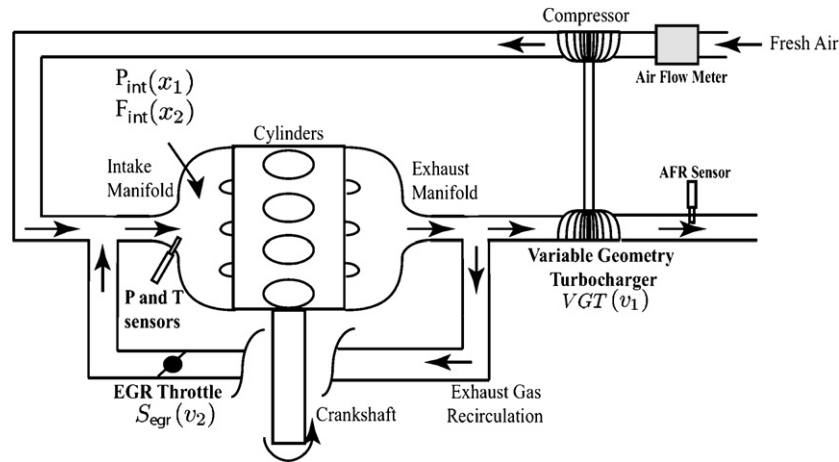 Compressor
Fresh Air
Air Flow Meter
P_int(x_1)
F_int(x_2)
Cylinders
Intake
Manifold
Exhaust
Manifold
AFR Sensor
P and T
sensors
Variable Geometry
Turbocharger
VGT(v_1)
EGR Throttle
S_egr(v_2)
Crankshaft
Exhaust Gas
Recirculation